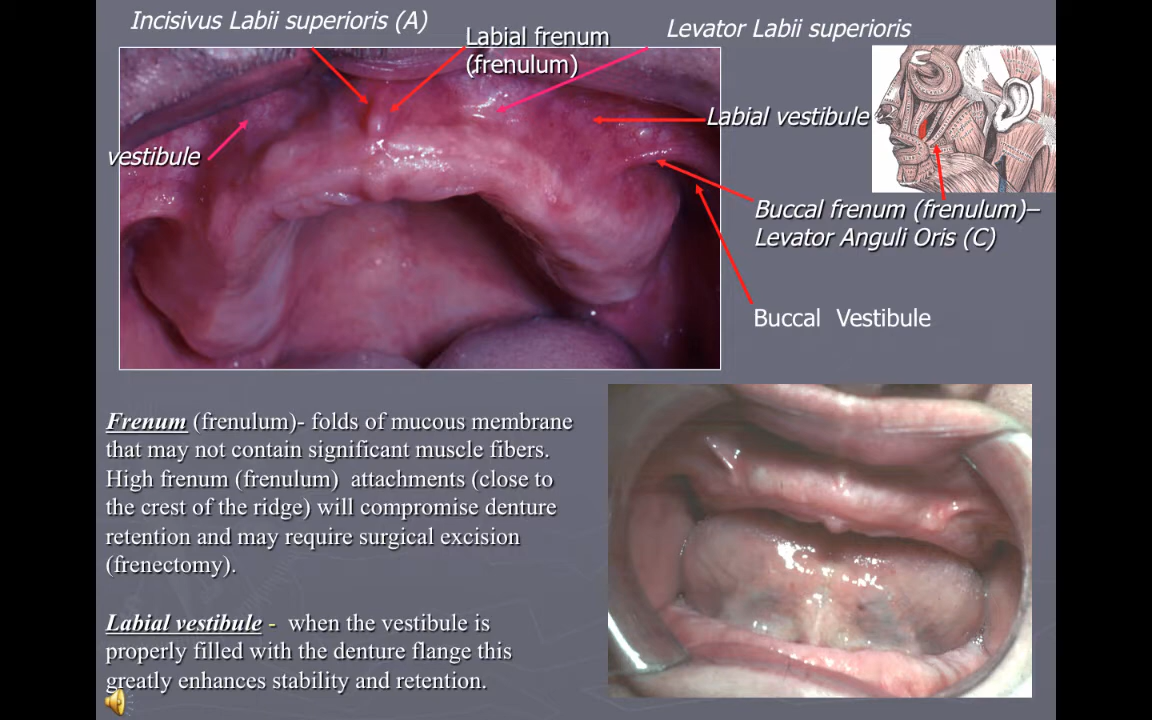 Incisivus Labii superioris (A)
Labial frenum
(frenulum)
Levator Labii superioris
Labial vestibule
vestibule
Buccal frenum (frenulum)–
Levator Anguli Oris (C)
Buccal Vestibule
Frenum (frenulum)- folds of mucous membrane
that may not contain significant muscle fibers.
High frenum (frenulum) attachments (close to
the crest of the ridge) will compromise denture
retention and may require surgical excision
(frenectomy).
Labial vestibule - when the vestibule is
properly filled with the denture flange this
greatly enhances stability and retention.